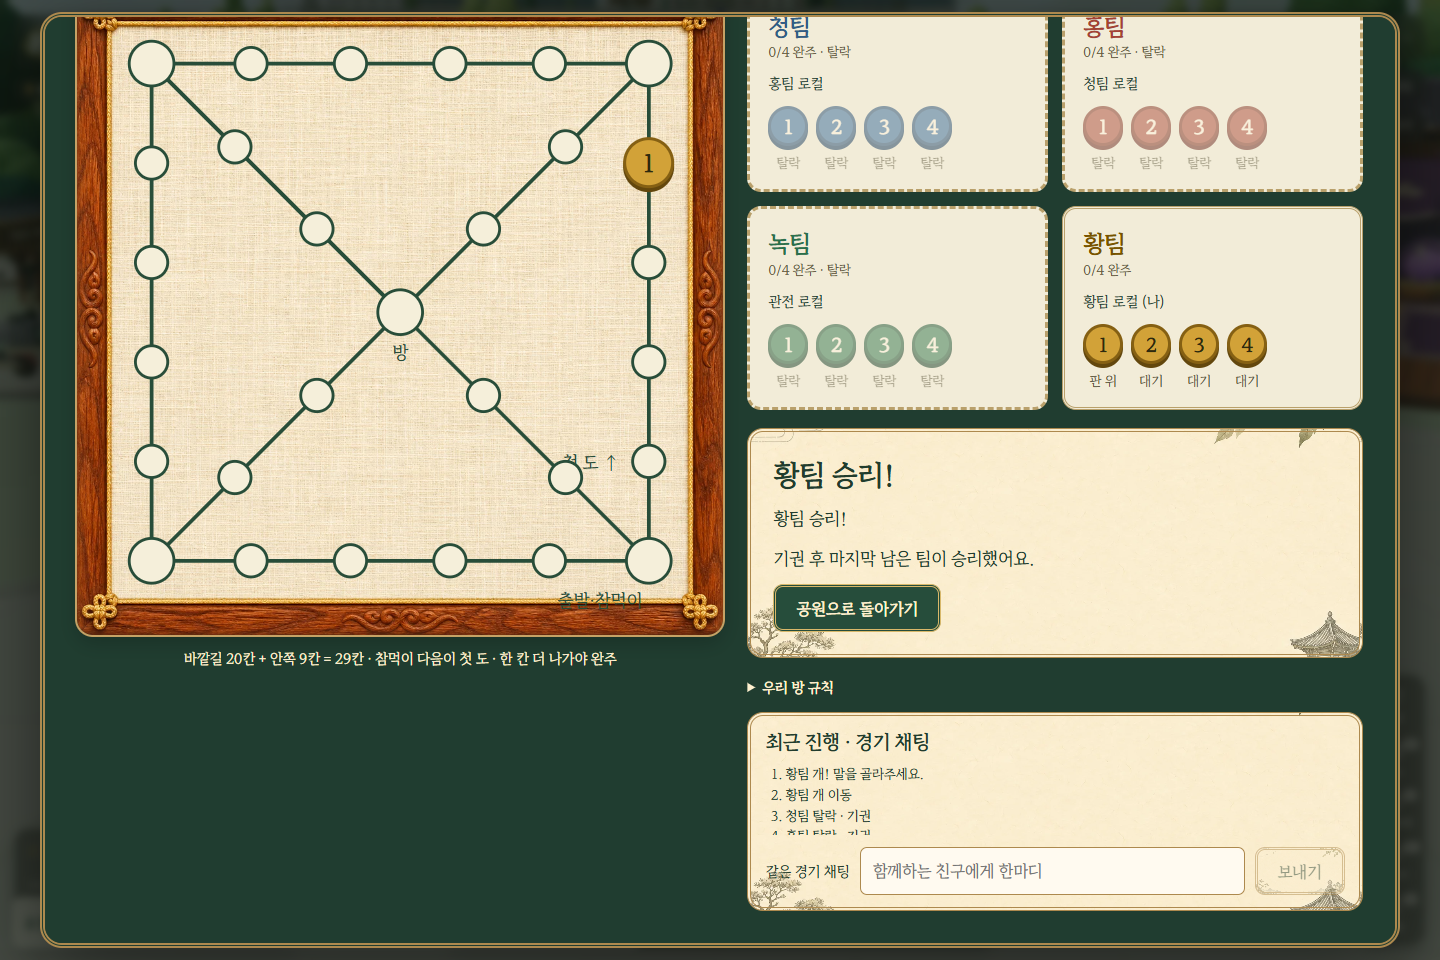 1
방
도 ↑
출발·참먹이
바깥길 20칸 + 안쪽 9칸 = 29칸 · 참먹이 다음이 첫 도 · 한 칸 더 나가야 완주
청팀
0/4 완주 · 탈락
홍팀 로컬
1 2 3 4
탈락 탈락 탈락 탈락
홍팀
0/4 완주 · 탈락
청팀 로컬
1 2 3 4
탈락 탈락 탈락 탈락
녹팀
0/4 완주 · 탈락
관전 로컬
1 2 3 4
탈락 탈락 탈락 탈락
황팀
0/4 완주
황팀 로컬 (나)
1 2 3 4
판 위 대기 대기 대기
황팀 승리!
황팀 승리!
기권 후 마지막 남은 팀이 승리했어요.
공원으로 돌아가기
▶ 우리 방 규칙
최근 진행 · 경기 채팅
1. 황팀 개! 말을 골라주세요.
2. 황팀 개 이동
3. 청팀 탈락 · 기권
4. 홍팀 탈락 · 기권
같은 경기 채팅
함께하는 친구에게 한마디
보내기